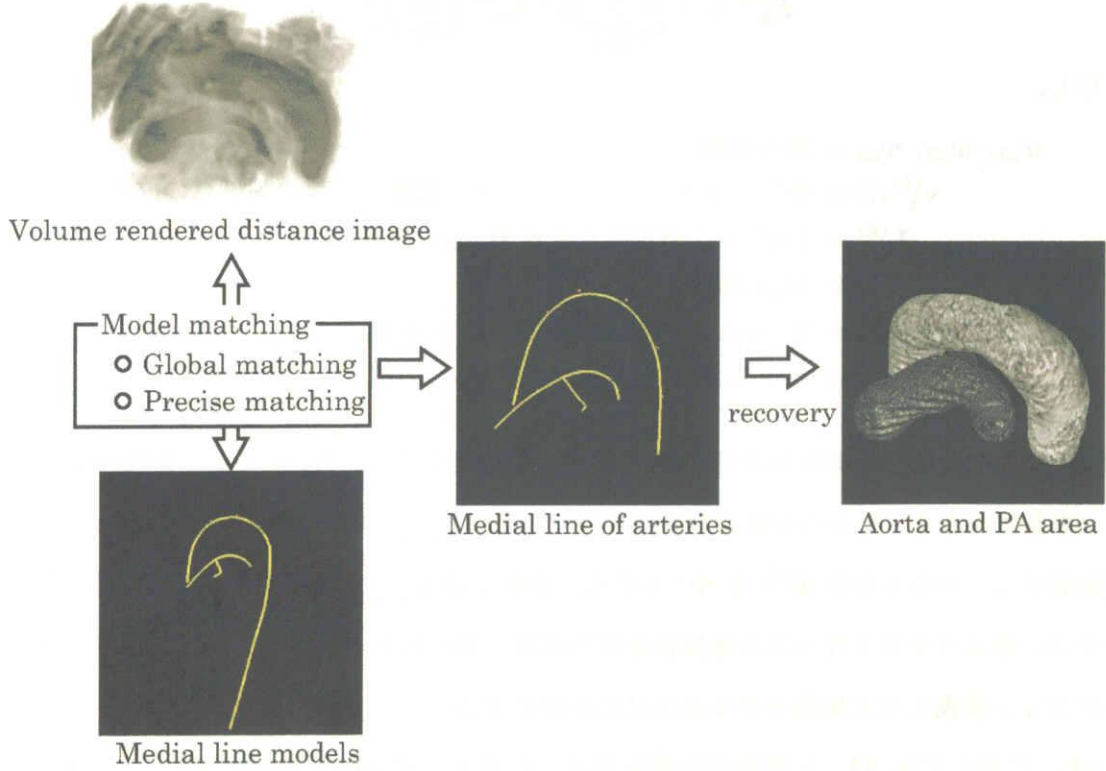 Volume rendered distance image
Model matching
Global matching
Precise matching
recovery
Medial line of arteries
Aorta and PA area
Medial line models